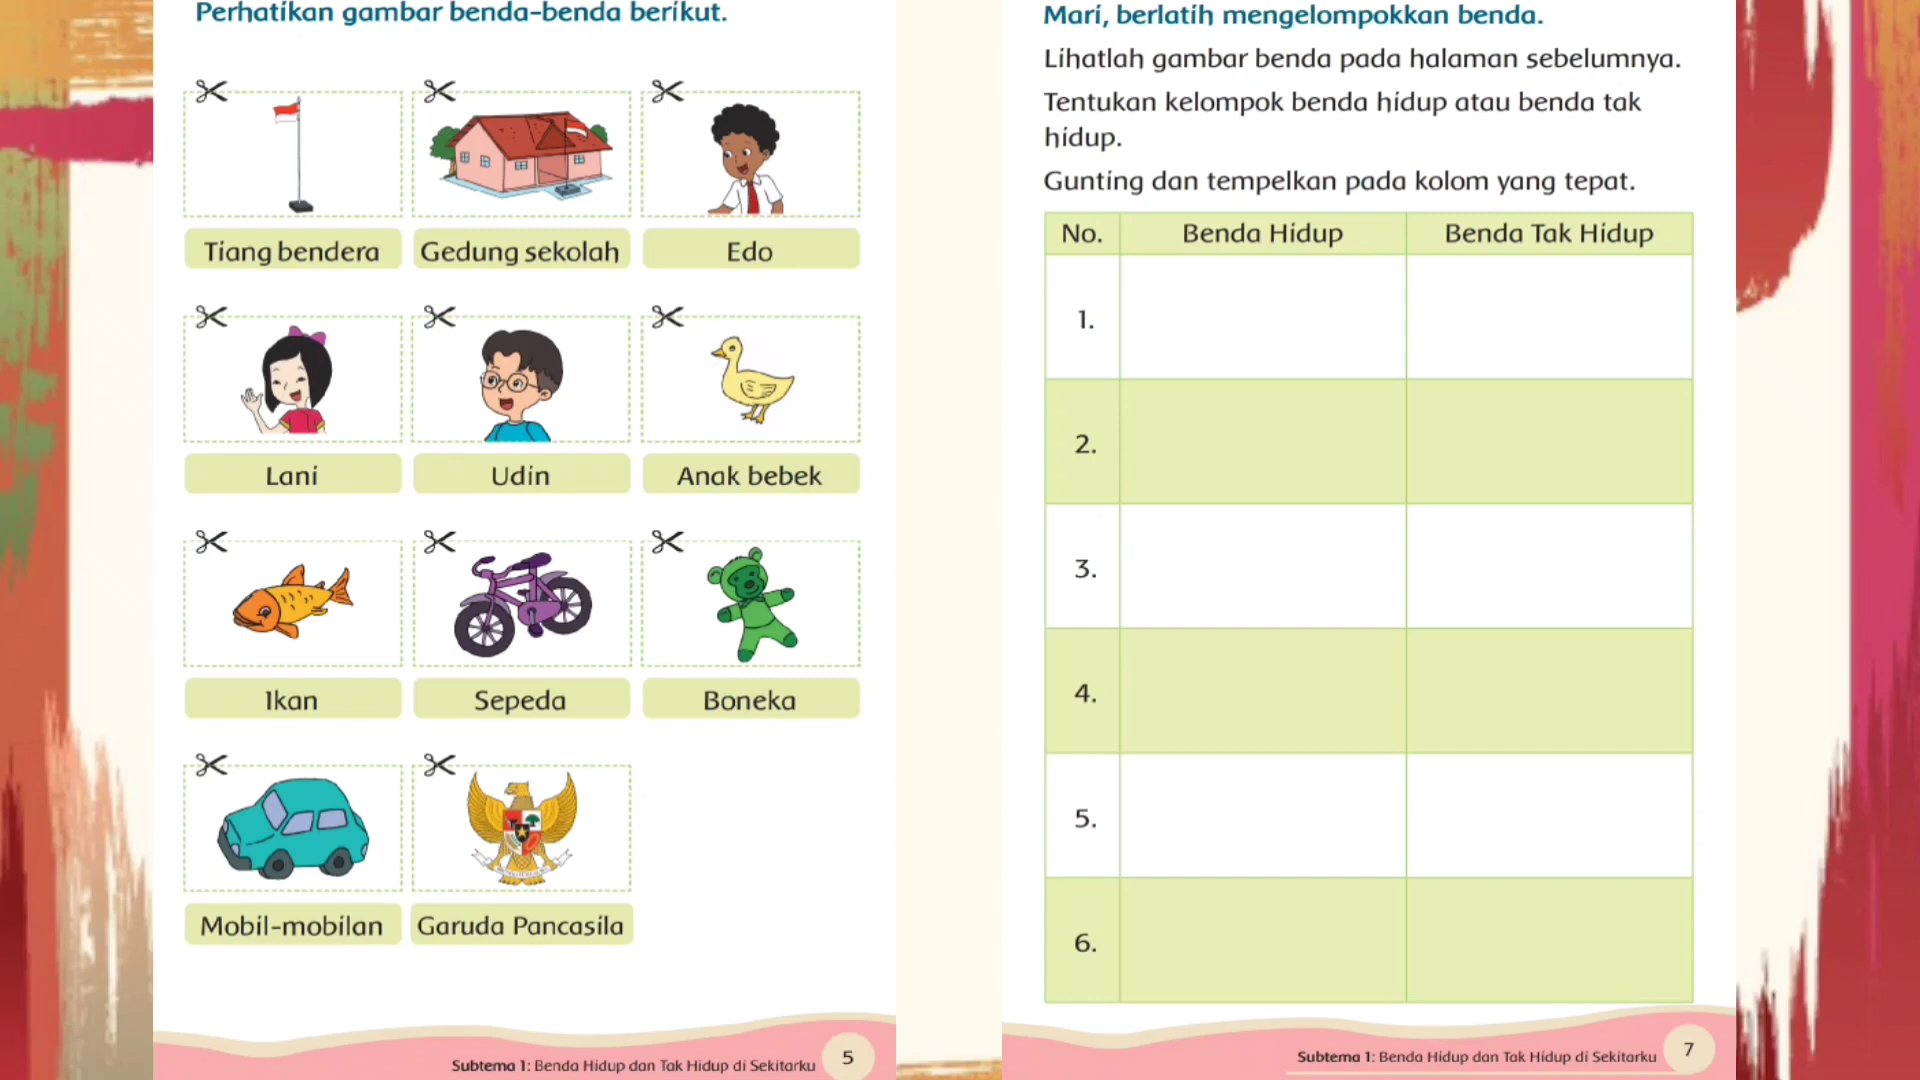 Perhatikan gambar benda-benda berikut.
Tiang bendera
Gedung sekolah
Edo
Lani
Udin
Anak bebek
Ikan
Sepeda
Boneka
Mobil-mobilan
Garuda Pancasila
Subtema 1: Benda Hidup dan Tak Hidup di Sekitarku
5
Mari, berlatih mengelompokkan benda.
Lihatlah gambar benda pada halaman sebelumnya.
Tentukan kelompok benda hidup atau benda tak
hidup.
Gunting dan tempelkan pada kolom yang tepat.
No.
Benda Hidup
Benda Tak Hidup
1.
2.
3.
4.
5.
6.
Subtema 1: Benda Hidup dan Tak Hidup di Sekitarku
7